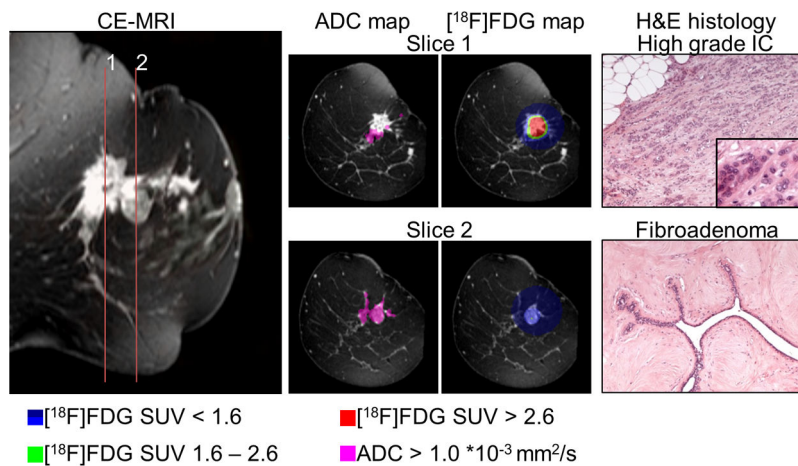 CE-MRI
ADC map
[¹⁸F]FDG map
H&E histology
High grade IC
Slice 1
1
2
Slice 2
Fibroadenoma
[¹⁸F]FDG SUV < 1.6
[¹⁸F]FDG SUV > 2.6
[¹⁸F]FDG SUV 1.6 – 2.6
ADC > 1.0 *10⁻³ mm²/s